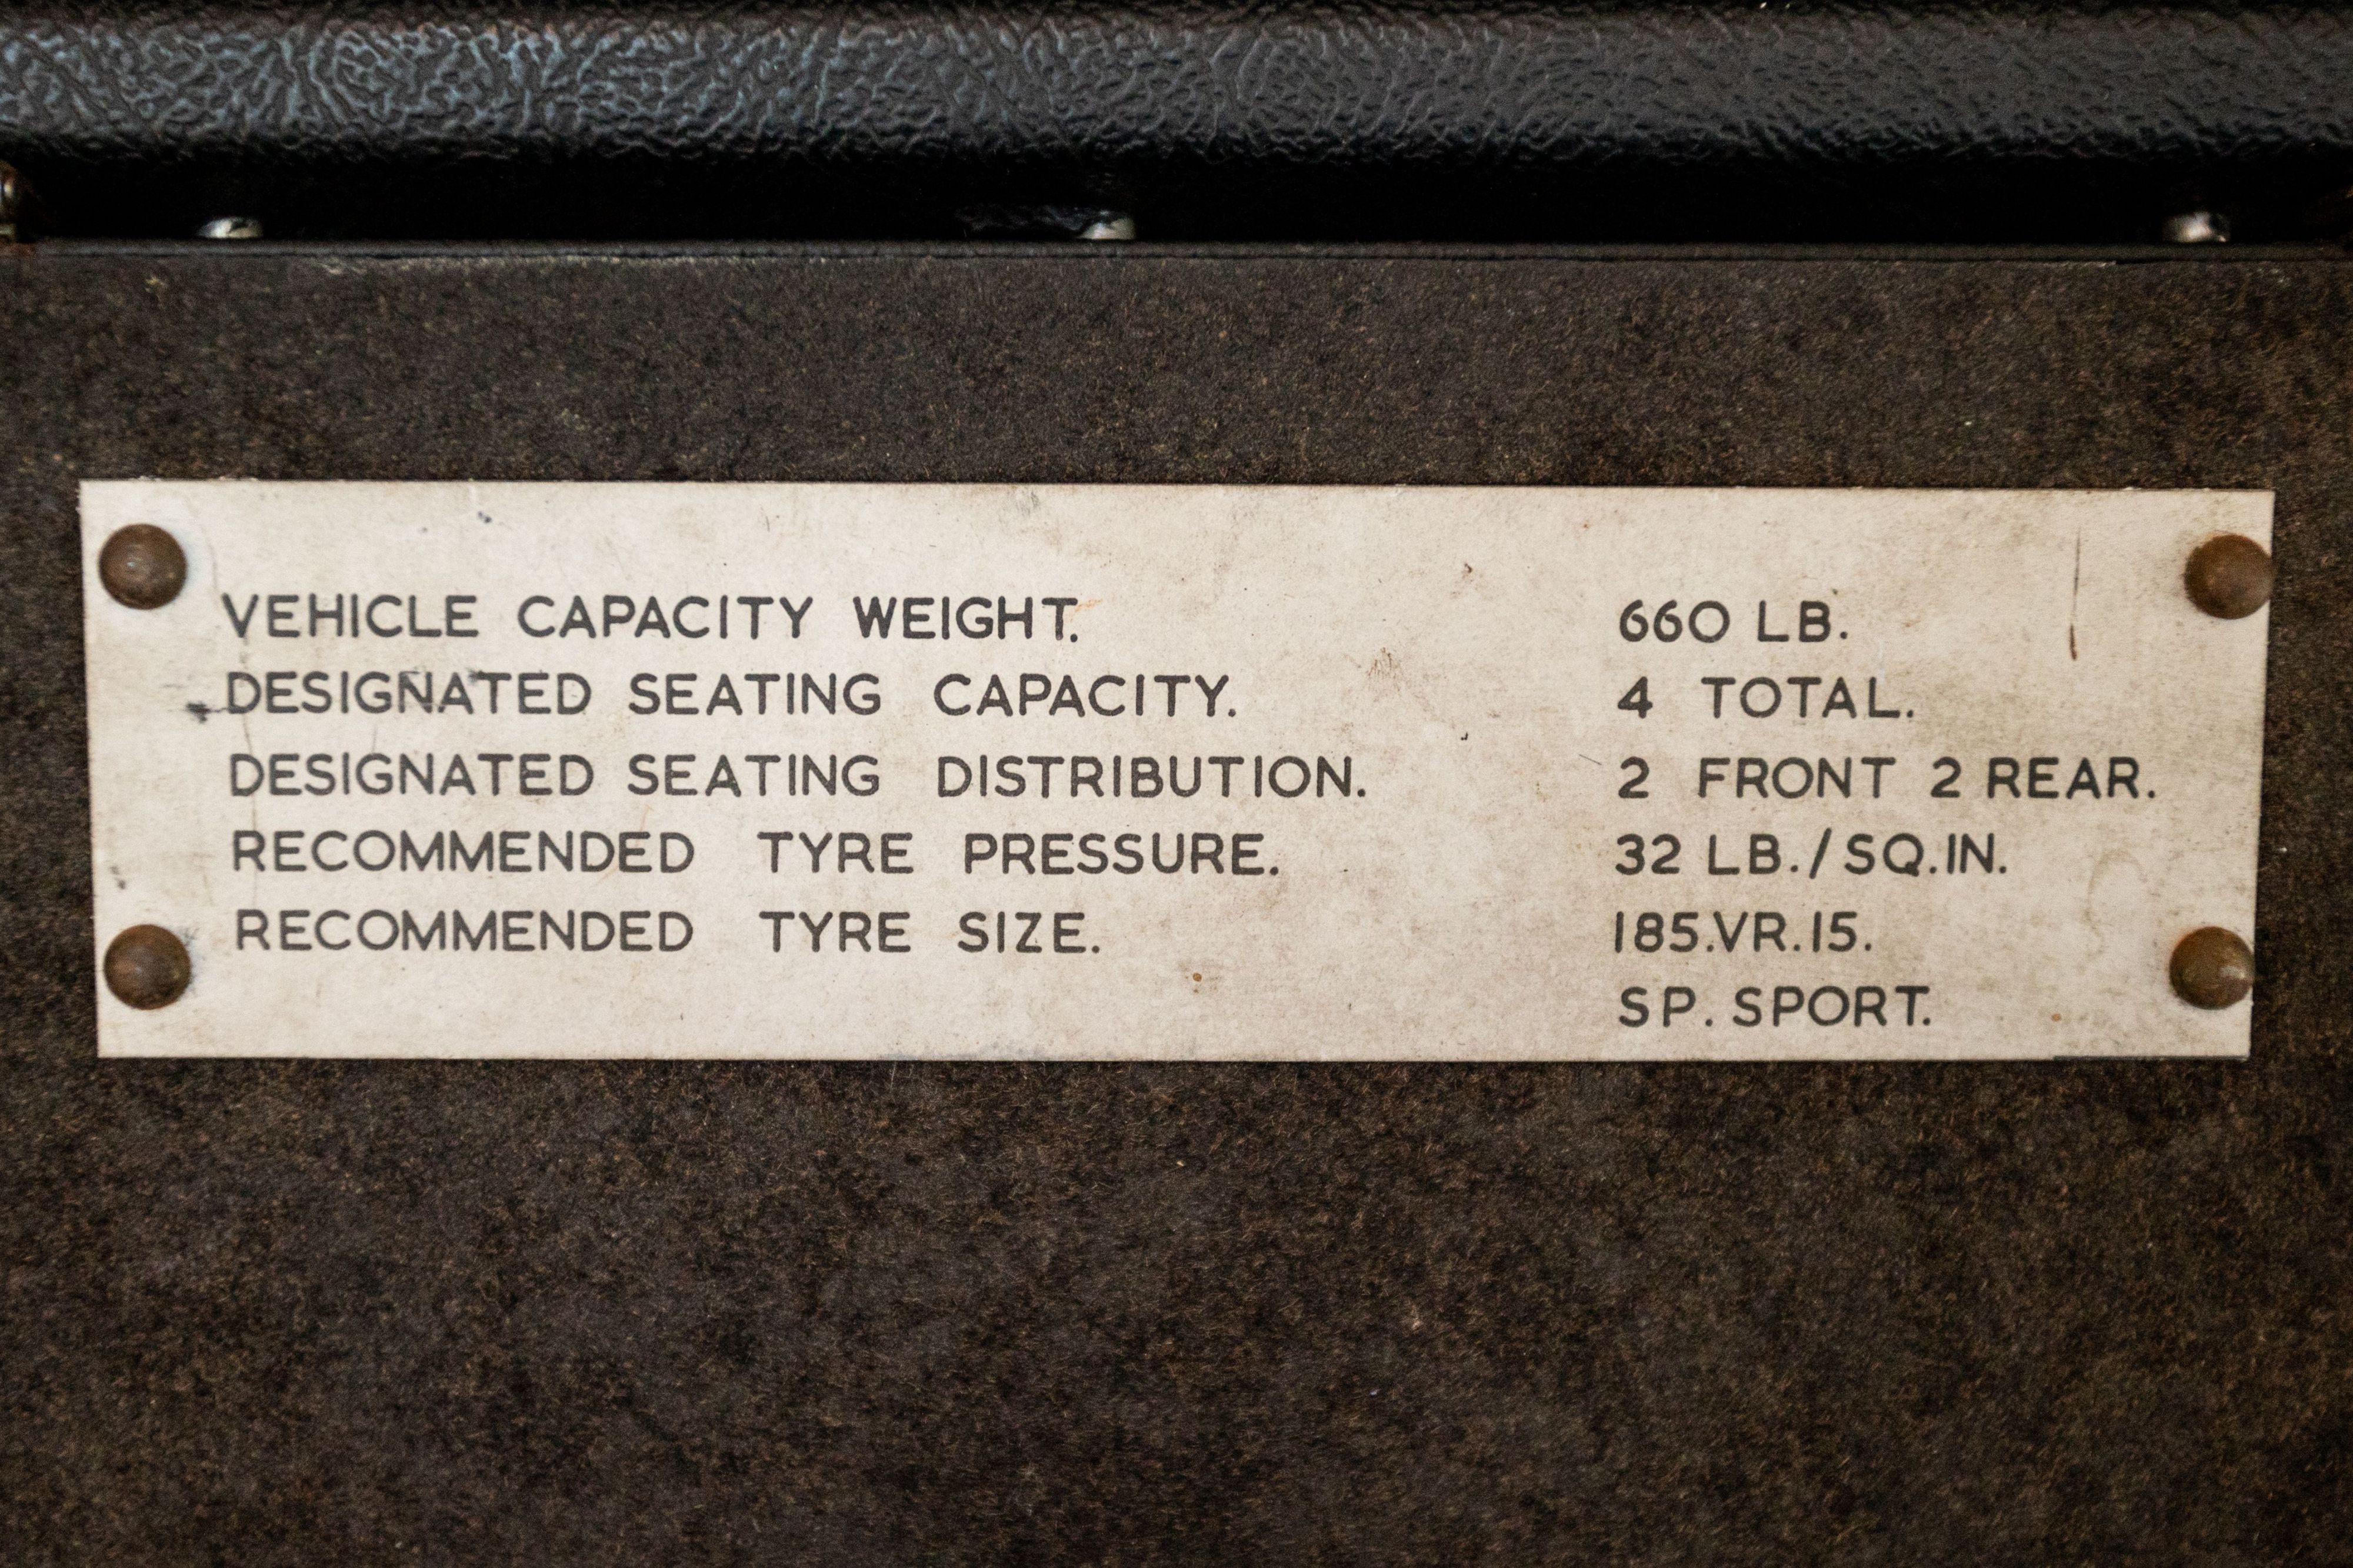 VEHICLE CAPACITY WEIGHT. 660 LB.
DESIGNATED SEATING CAPACITY. 4 TOTAL.
DESIGNATED SEATING DISTRIBUTION. 2 FRONT 2 REAR.
RECOMMENDED TYRE PRESSURE. 32 LB./SQ.IN.
RECOMMENDED TYRE SIZE. 185.VR.15.
SP. SPORT.